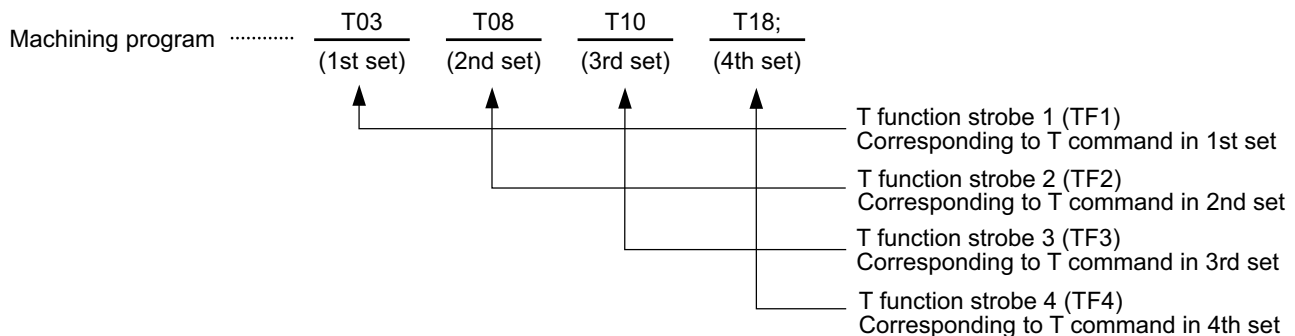 Machining program ............ T03 T08 T10 T18;
(1st set) (2nd set) (3rd set) (4th set)
T function strobe 1 (TF1)
Corresponding to T command in 1st set
T function strobe 2 (TF2)
Corresponding to T command in 2nd set
T function strobe 3 (TF3)
Corresponding to T command in 3rd set
T function strobe 4 (TF4)
Corresponding to T command in 4th set